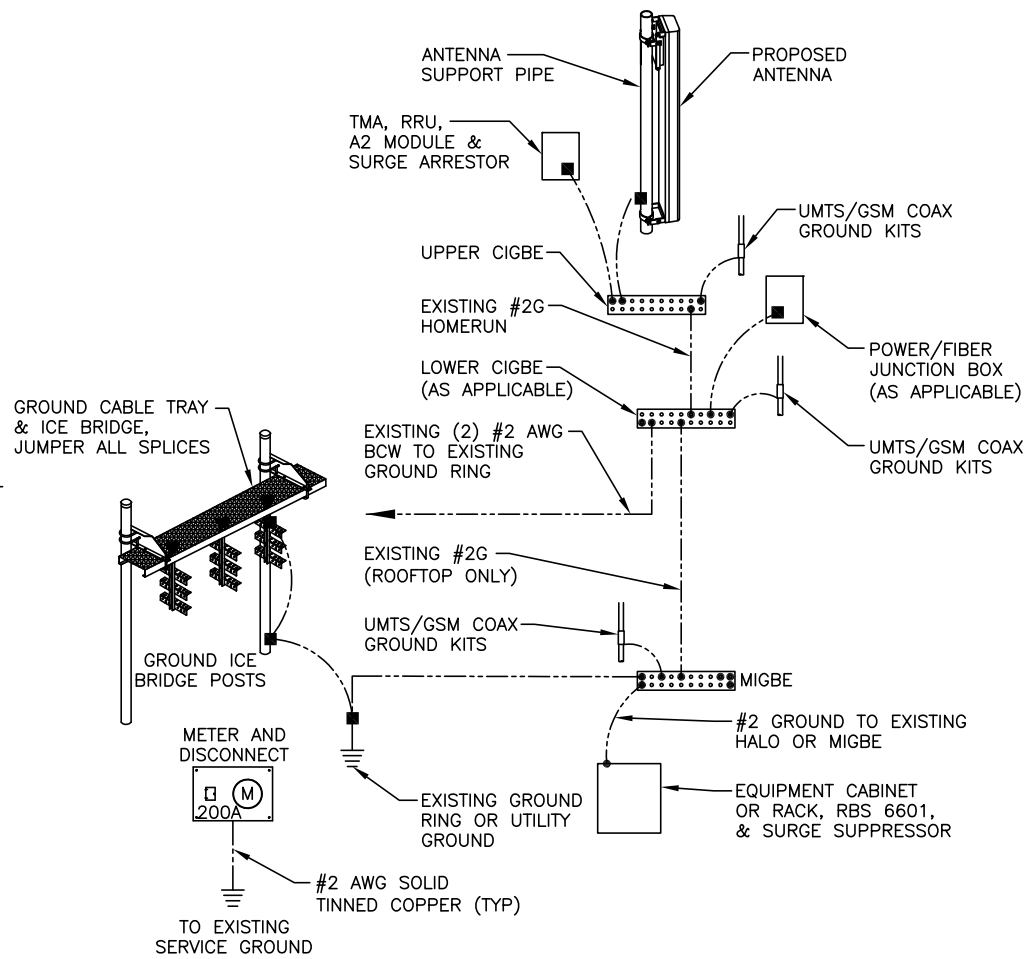 ANTENNA
SUPPORT PIPE
PROPOSED
ANTENNA
TMA, RRU,
A2 MODULE &
SURGE ARRESTOR
UMTS/GSM COAX
GROUND KITS
UPPER CIGBE
EXISTING #2G
HOMERUN
POWER/FIBER
JUNCTION BOX
(AS APPLICABLE)
LOWER CIGBE
(AS APPLICABLE)
GROUND CABLE TRAY
& ICE BRIDGE,
JUMPER ALL SPLICES
EXISTING (2) #2 AWG
BCW TO EXISTING
GROUND RING
UMTS/GSM COAX
GROUND KITS
EXISTING #2G
(ROOFTOP ONLY)
UMTS/GSM COAX
GROUND KITS
GROUND ICE
BRIDGE POSTS
MIGBE
#2 GROUND TO EXISTING
HALO OR MIGBE
METER AND
DISCONNECT
M
200A
EXISTING GROUND
RING OR UTILITY
GROUND
EQUIPMENT CABINET
OR RACK, RBS 6601,
& SURGE SUPPRESSOR
#2 AWG SOLID
TINNED COPPER (TYP)
TO EXISTING
SERVICE GROUND